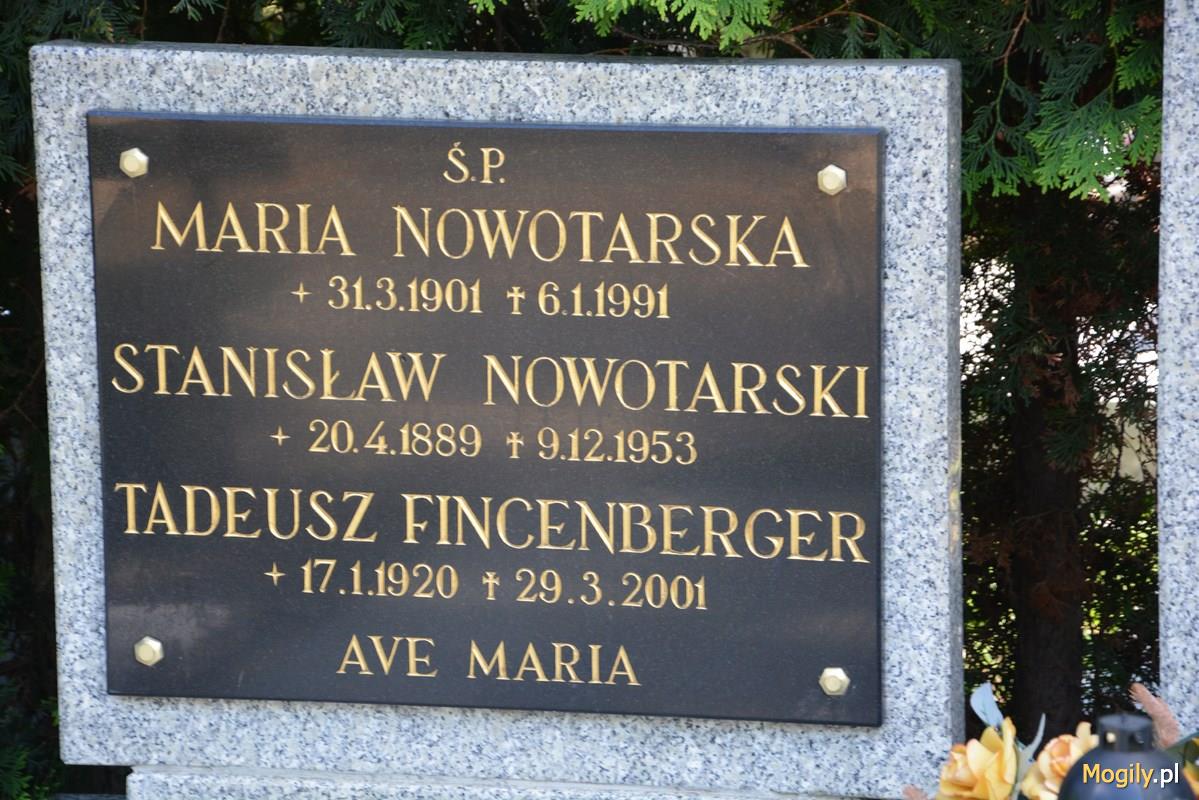 Ś.P.
MARIA NOWOTARSKA
+ 31.3.1901 ✝ 6.1.1991
STANISŁAW NOWOTARSKI
+ 20.4.1889 ✝ 9.12.1953
TADEUSZ FINCENBERGER
+ 17.1.1920 ✝ 29.3.2001
AVE MARIA
Mogily.pl